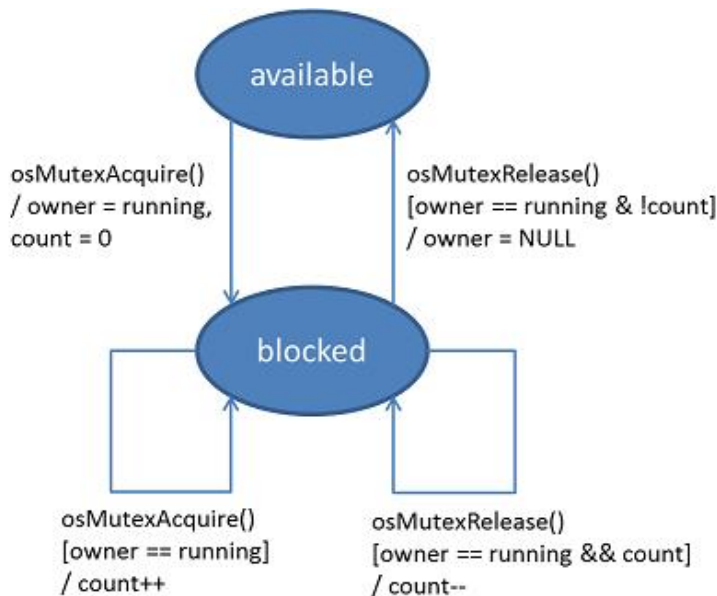 available
osMutexAcquire()
/ owner = running,
count = 0
osMutexRelease()
[owner == running & !count]
/ owner = NULL
blocked
osMutexAcquire()
[owner == running]
/ count++
osMutexRelease()
[owner == running && count]
/ count--